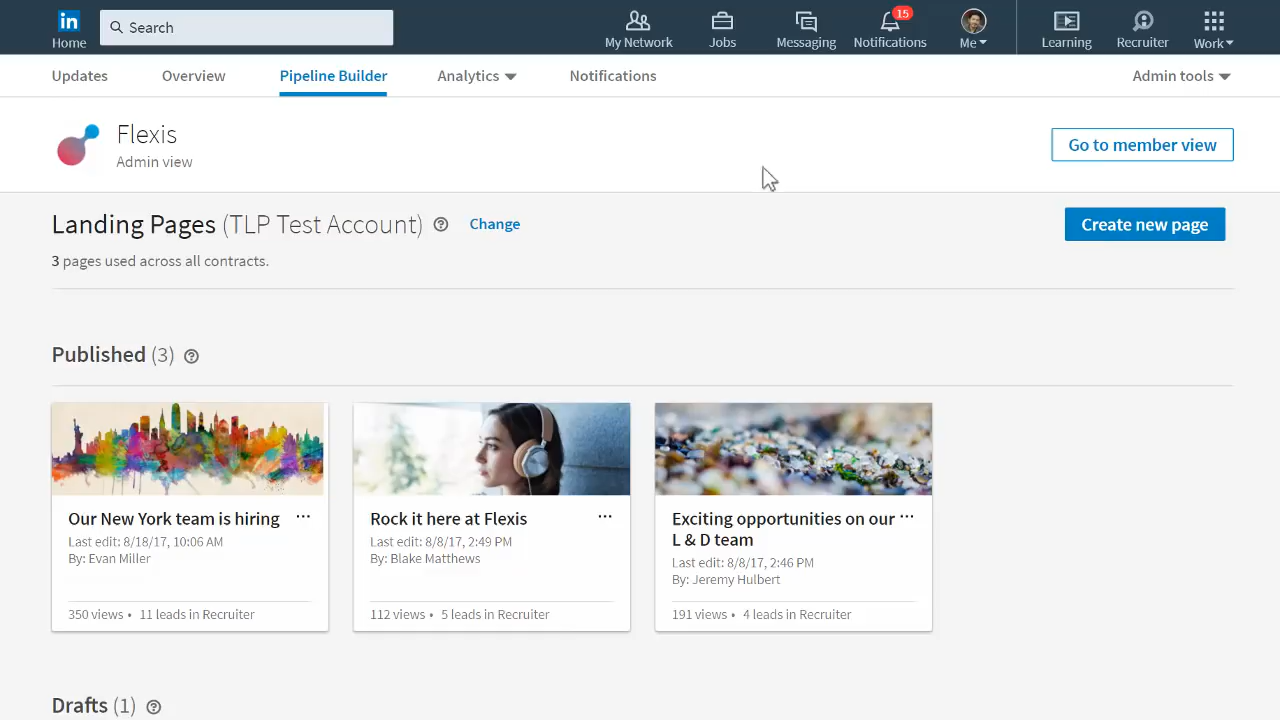 in
Search
15
Home
My Network
Jobs
Messaging
Notifications
Me
Learning
Recruiter
Work
Updates
Overview
Pipeline Builder
Analytics
Notifications
Admin tools
Flexis
Admin view
Go to member view
Landing Pages (TLP Test Account) ?
Change
Create new page
3 pages used across all contracts.
Published (3) ?
Our New York team is hiring ...
Last edit: 8/18/17, 10:06 AM
By: Evan Miller
350 views • 11 leads in Recruiter
Rock it here at Flexis ...
Last edit: 8/8/17, 2:49 PM
By: Blake Matthews
112 views • 5 leads in Recruiter
Exciting opportunities on our ...
L & D team
Last edit: 8/8/17, 2:46 PM
By: Jeremy Hulbert
191 views • 4 leads in Recruiter
Drafts (1) ?